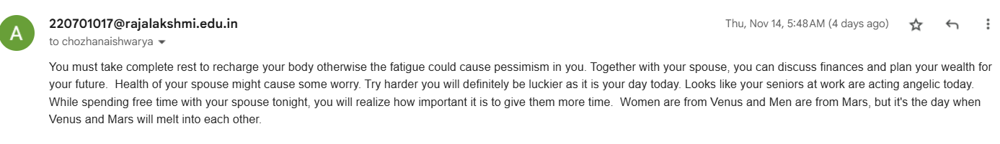 A
220701017@rajalakshmi.edu.in
Thu, Nov 14, 5:48 AM (4 days ago)
to chozhanaishwarya
You must take complete rest to recharge your body otherwise the fatigue could cause pessimism in you. Together with your spouse, you can discuss finances and plan your wealth for
your future.  Health of your spouse might cause some worry. Try harder you will definitely be luckier as it is your day today. Looks like your seniors at work are acting angelic today.
While spending free time with your spouse tonight, you will realize how important it is to give them more time.  Women are from Venus and Men are from Mars, but it's the day when
Venus and Mars will melt into each other.